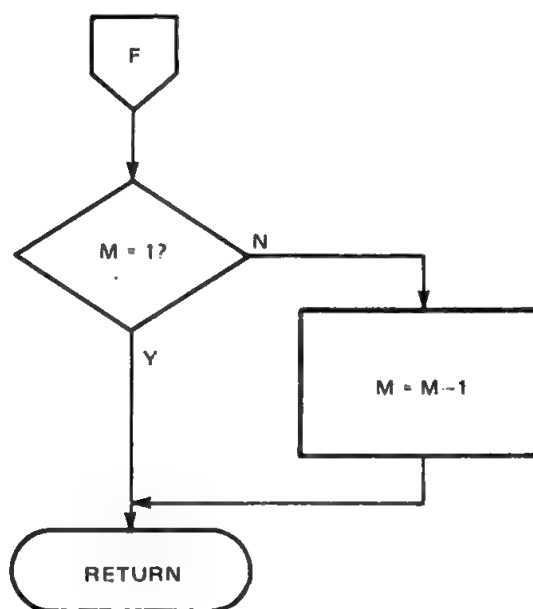 F
M = 1?
N
Y
M = M-1
RETURN